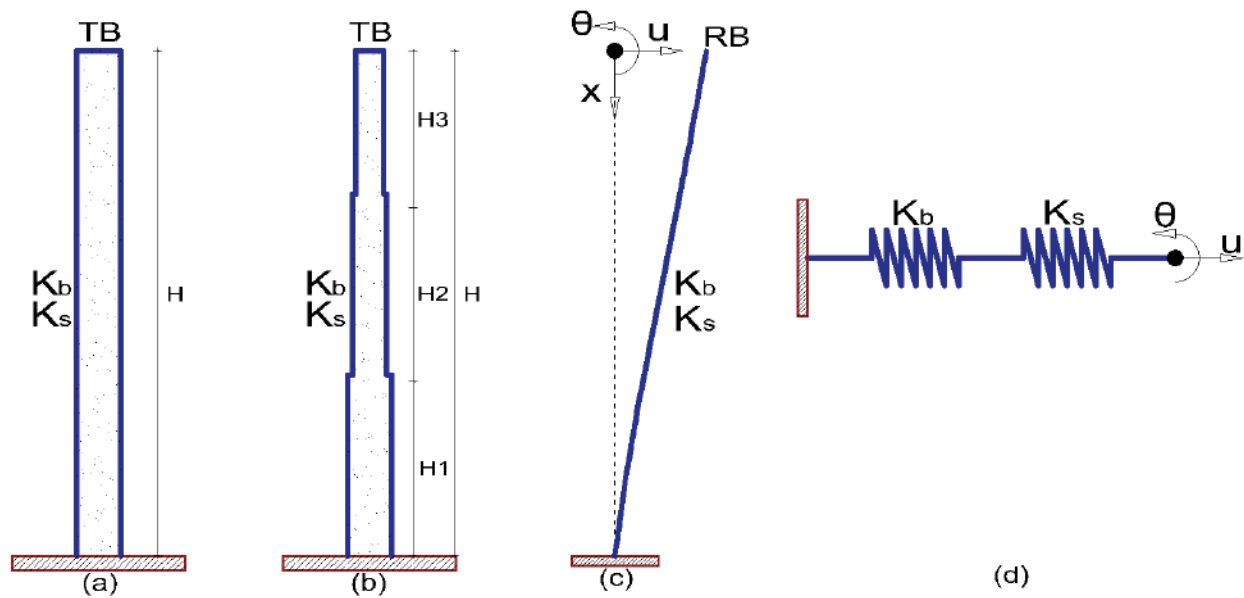 TB
H
Kb
Ks
(a)
TB
H3
H2
H
H1
Kb
Ks
(b)
θ
u
RB
x
Kb
Ks
(c)
Kb
Ks
θ
u
(d)